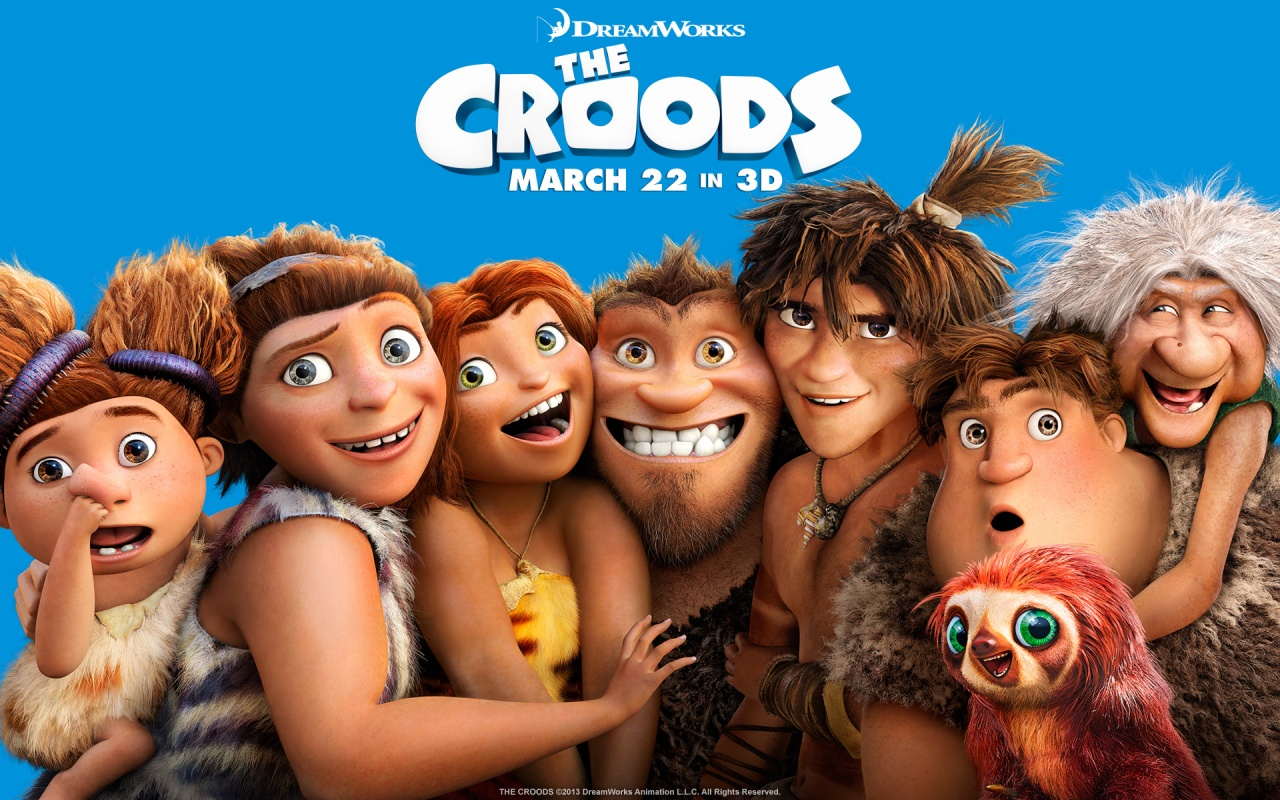 DREAMWORKS
THE
CROODS
MARCH 22 IN 3D
THE CROODS ©2013 DreamWorks Animation L.L.C. All Rights Reserved.